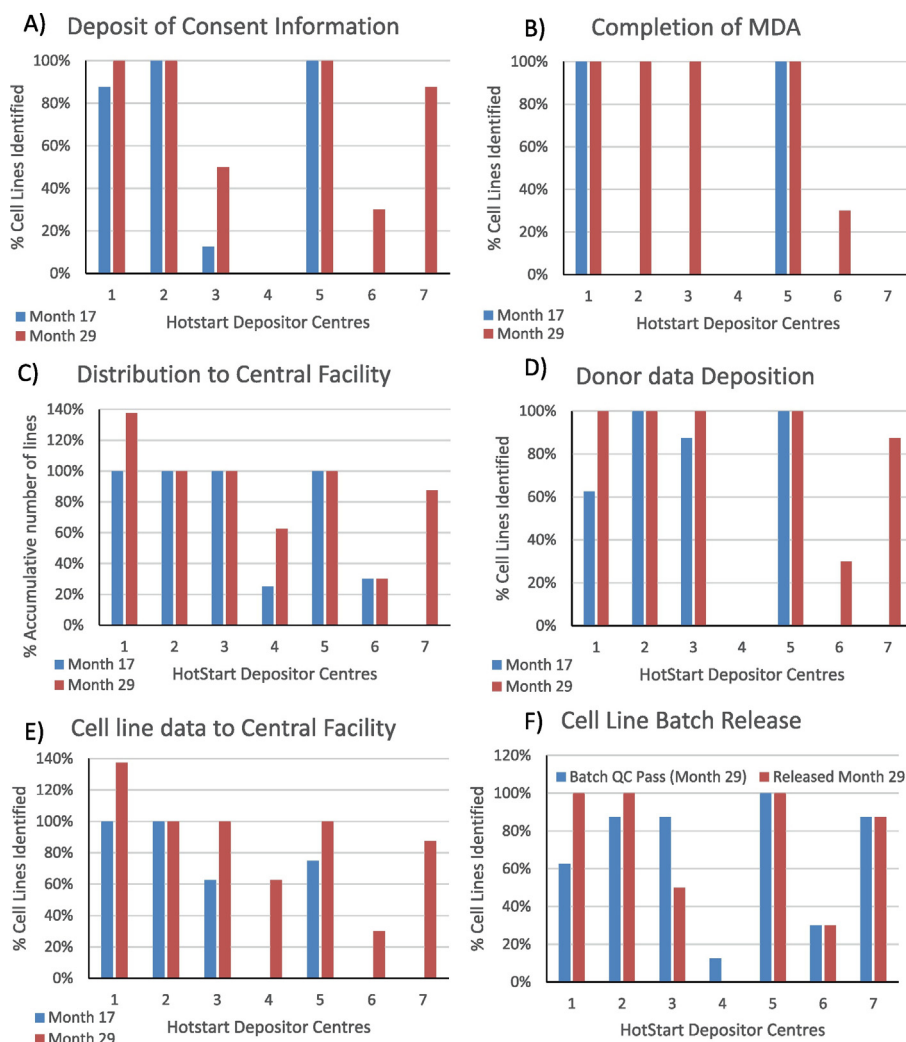 A) Deposit of Consent Information
% Cell Lines Identified
100%
80%
60%
40%
20%
0%
1 2 3 4 5 6 7
Hotstart Depositor Centres
Month 17
Month 29
B) Completion of MDA
% Cell Lines Identified
100%
80%
60%
40%
20%
0%
1 2 3 4 5 6 7
Hotstart Depositor Centres
Month 17
Month 29
C) Distribution to Central Facility
% Accumulative number of lines
140%
120%
100%
80%
60%
40%
20%
0%
1 2 3 4 5 6 7
HotStart Depositor Centres
Month 17
Month 29
D) Donor data Deposition
% Cell Lines Identified
100%
80%
60%
40%
20%
0%
1 2 3 4 5 6 7
HotStart Depositor Centres
Month 17
Month 29
E) Cell line data to Central Facility
% Cell Lines Identified
140%
120%
100%
80%
60%
40%
20%
0%
1 2 3 4 5 6 7
Hotstart Depositor Centres
Month 17
Month 29
F) Cell Line Batch Release
% Cell Lines Identified
120%
100%
80%
60%
40%
20%
0%
Batch QC Pass (Month 29) Released Month 29
1 2 3 4 5 6 7
HotStart Depositor Centres